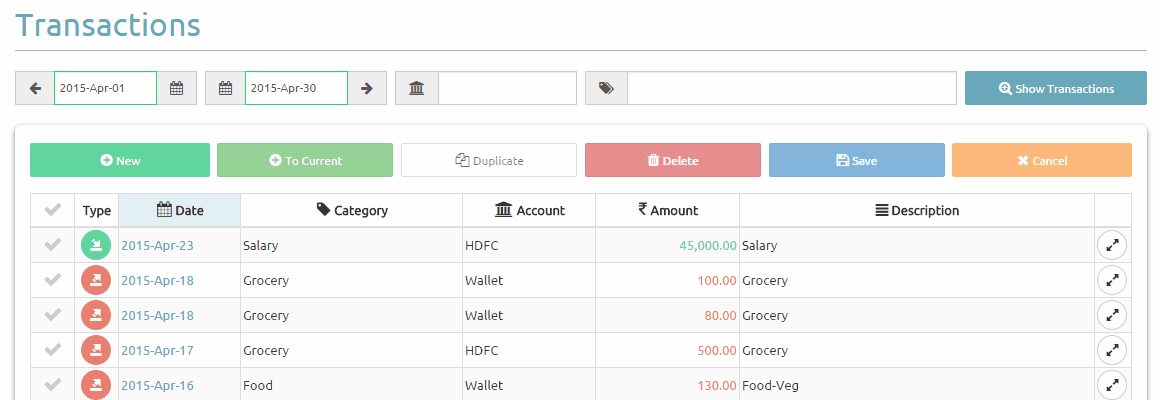 Transactions
2015-Apr-01 2015-Apr-30 Show Transactions
New To Current Duplicate Delete Save Cancel
Type Date Category Account ₹ Amount Description
2015-Apr-23 Salary HDFC 45,000.00 Salary
2015-Apr-18 Grocery Wallet 100.00 Grocery
2015-Apr-18 Grocery Wallet 80.00 Grocery
2015-Apr-17 Grocery HDFC 500.00 Grocery
2015-Apr-16 Food Wallet 130.00 Food-Veg